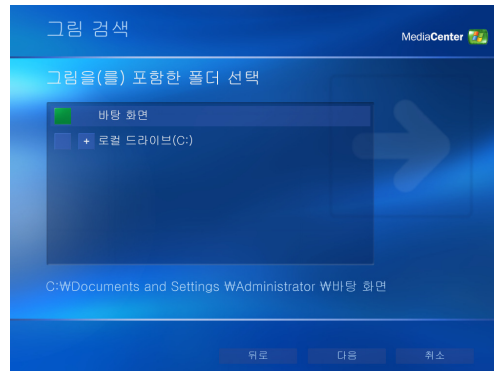 그림 검색
MediaCenter
그림을(를) 포함한 폴더 선택
바탕 화면
+ 로컬 드라이브(C:)
C:₩Documents and Settings ₩Administrator ₩바탕 화면
뒤로 다음 취소